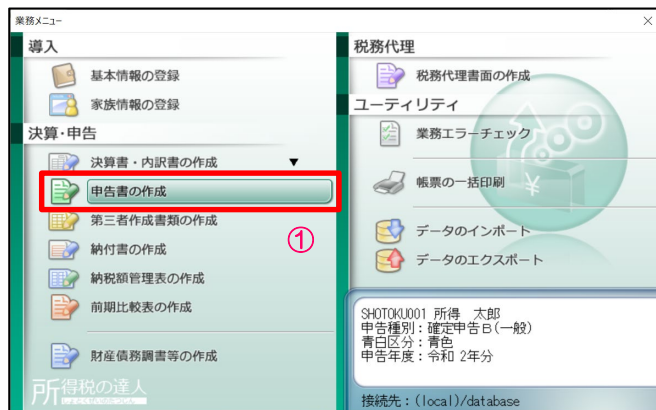 業務メニュー
導入
基本情報の登録
家族情報の登録
決算・申告
決算書・内訳書の作成 ▼
申告書の作成
第三者作成書類の作成
①
納付書の作成
納税額管理表の作成
前期比較表の作成
財産債務調書等の作成
所得税の達人
税務代理
税務代理書面の作成
ユーティリティ
業務エラーチェック
帳票の一括印刷
データのインポート
データのエクスポート
SHOTOKU001 所得 太郎
申告種別:確定申告B(一般)
青白区分:青色
申告年度:令和 2年分
接続先:(local)/database